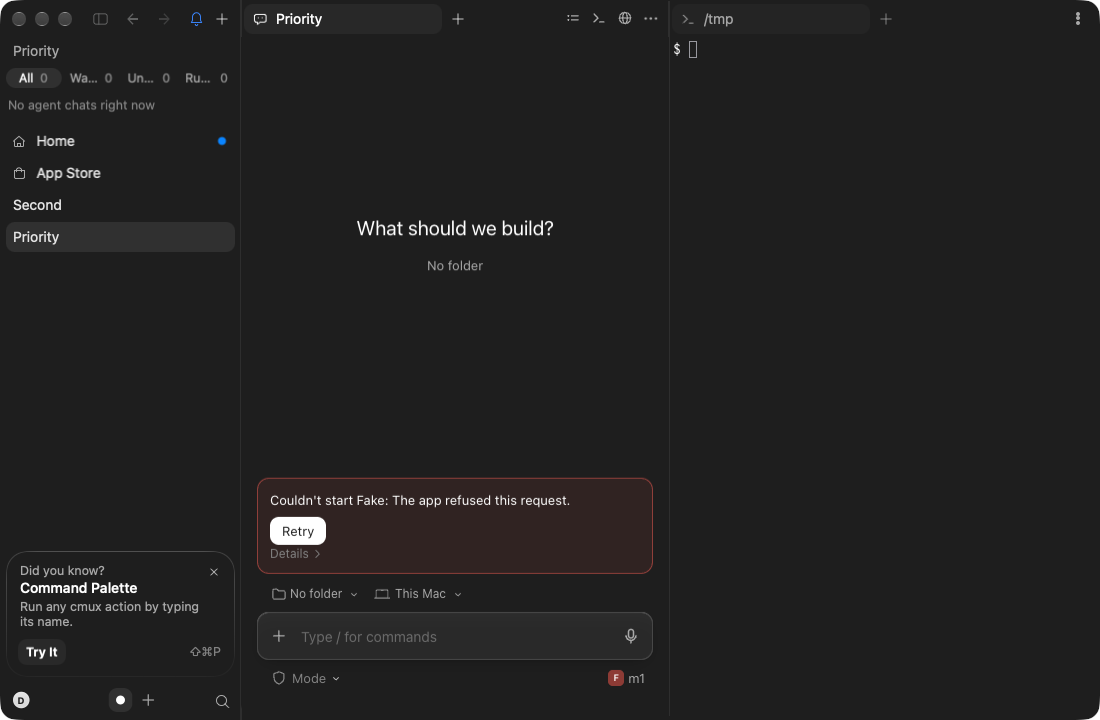 Priority
All 0 Wa... 0 Un... 0 Ru... 0
No agent chats right now
Home
App Store
Second
Priority
Did you know?
Command Palette
Run any cmux action by typing
its name.
Try It ⇧⌘P
D
Priority
What should we build?
No folder
Couldn't start Fake: The app refused this request.
Retry
Details
No folder This Mac
Type / for commands
Mode F m1
/tmp
$